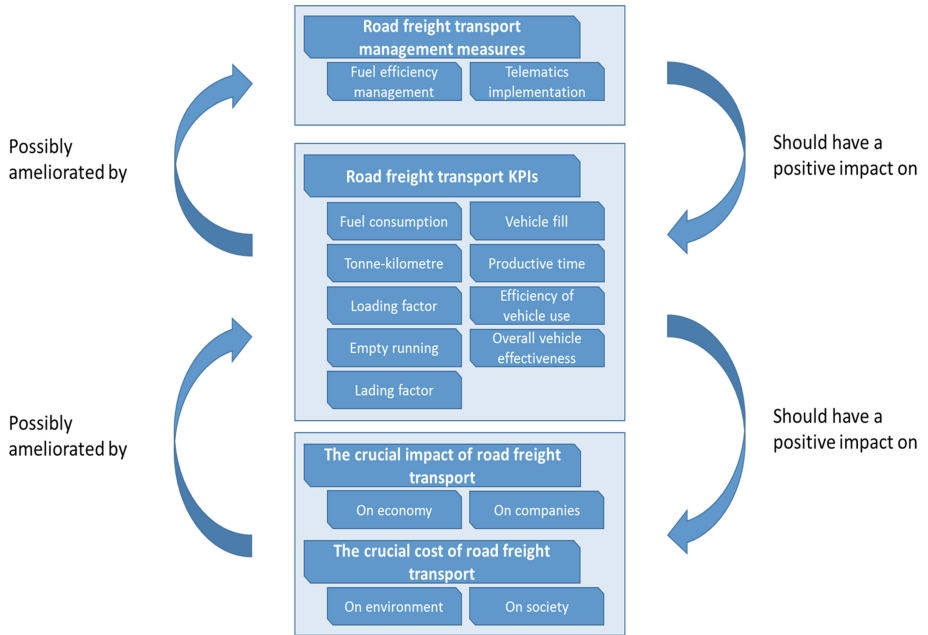 Road freight transport
management measures
Fuel efficiency
management
Telematics
implementation
Possibly
ameliorated by
Should have a
positive impact on
Road freight transport KPIs
Fuel consumption
Vehicle fill
Tonne-kilometre
Productive time
Loading factor
Efficiency of
vehicle use
Empty running
Overall vehicle
effectiveness
Lading factor
Possibly
ameliorated by
Should have a
positive impact on
The crucial impact of road freight
transport
On economy
On companies
The crucial cost of road freight
transport
On environment
On society